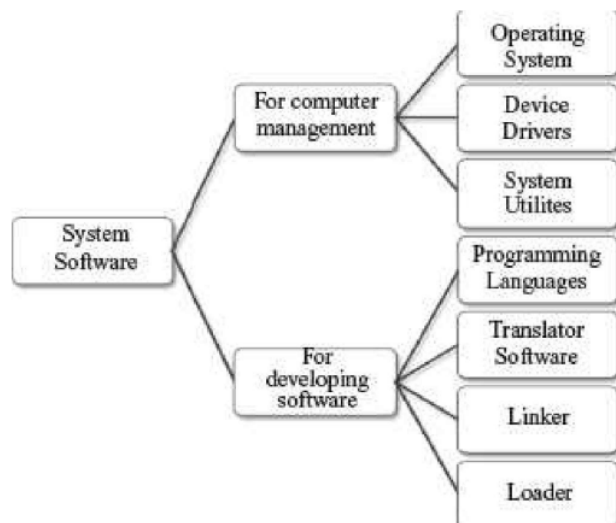 Operating
System
For computer
management
Device
Drivers
System
Utilites
System
Software
Programming
Languages
For
developing
software
Translator
Software
Linker
Loader